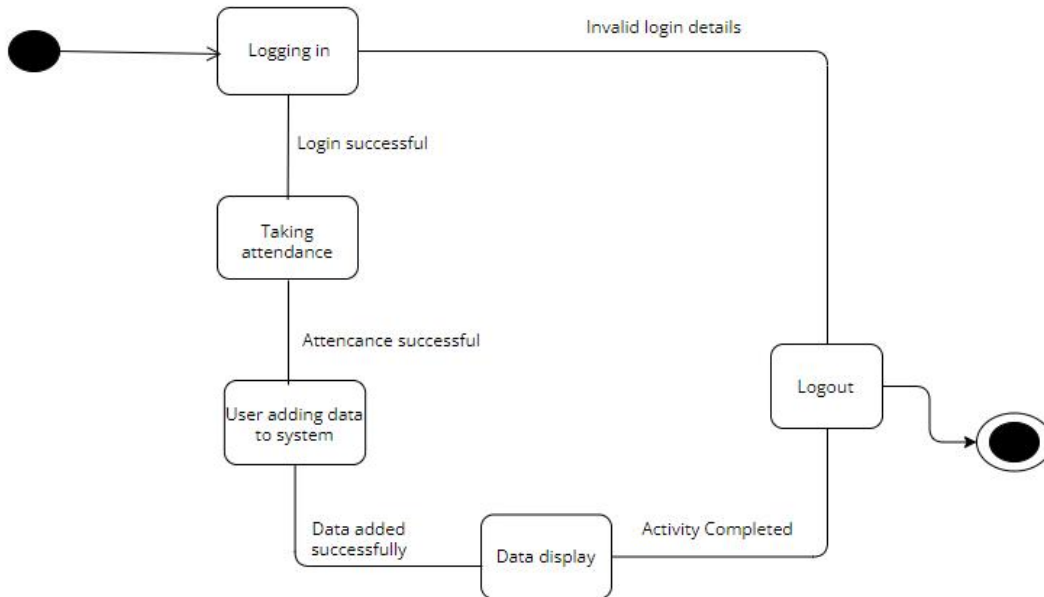 Invalid login details
Logging in
Login successful
Taking
attendance
Attencance successful
Logout
User adding data
to system
Data added
successfully
Data display
Activity Completed